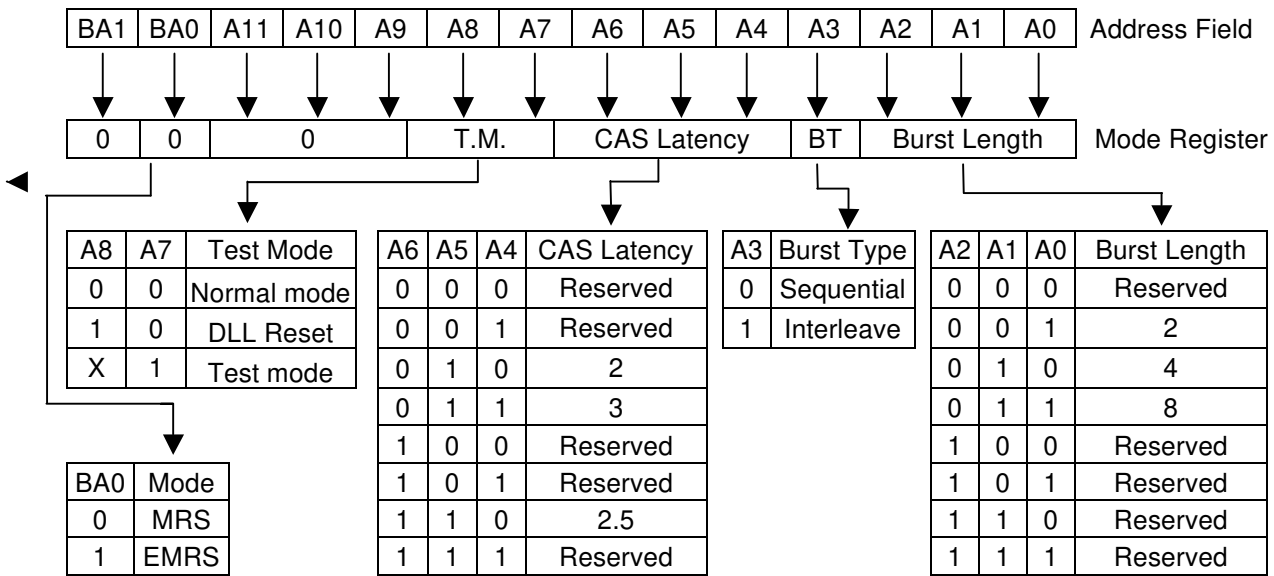 BA1 BA0 A11 A10 A9 A8 A7 A6 A5 A4 A3 A2 A1 A0 Address Field
0 0 0 T.M. CAS Latency BT Burst Length Mode Register
A8 A7 Test Mode
0 0 Normal mode
1 0 DLL Reset
X 1 Test mode
A6 A5 A4 CAS Latency
0 0 0 Reserved
0 0 1 Reserved
0 1 0 2
0 1 1 3
1 0 0 Reserved
1 0 1 Reserved
1 1 0 2.5
1 1 1 Reserved
A3 Burst Type
0 Sequential
1 Interleave
A2 A1 A0 Burst Length
0 0 0 Reserved
0 0 1 2
0 1 0 4
0 1 1 8
1 0 0 Reserved
1 0 1 Reserved
1 1 0 Reserved
1 1 1 Reserved
BA0 Mode
0 MRS
1 EMRS